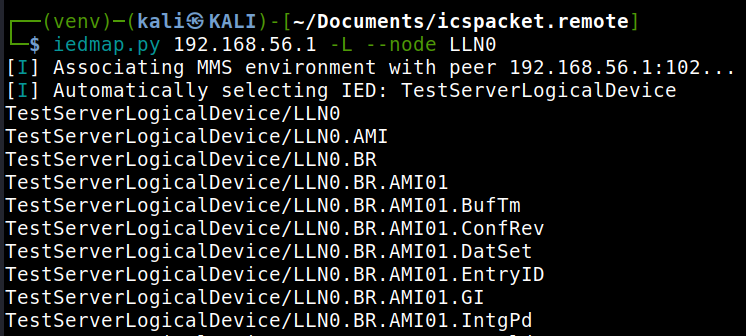 ┌──(venv)─(kali㉿KALI)-[~/Documents/icspacket.remote]
└─$ iedmap.py 192.168.56.1 -L --node LLN0
[I] Associating MMS environment with peer 192.168.56.1:102...
[I] Automatically selecting IED: TestServerLogicalDevice
TestServerLogicalDevice/LLN0
TestServerLogicalDevice/LLN0.AMI
TestServerLogicalDevice/LLN0.BR
TestServerLogicalDevice/LLN0.BR.AMI01
TestServerLogicalDevice/LLN0.BR.AMI01.BufTm
TestServerLogicalDevice/LLN0.BR.AMI01.ConfRev
TestServerLogicalDevice/LLN0.BR.AMI01.DatSet
TestServerLogicalDevice/LLN0.BR.AMI01.EntryID
TestServerLogicalDevice/LLN0.BR.AMI01.GI
TestServerLogicalDevice/LLN0.BR.AMI01.IntgPd